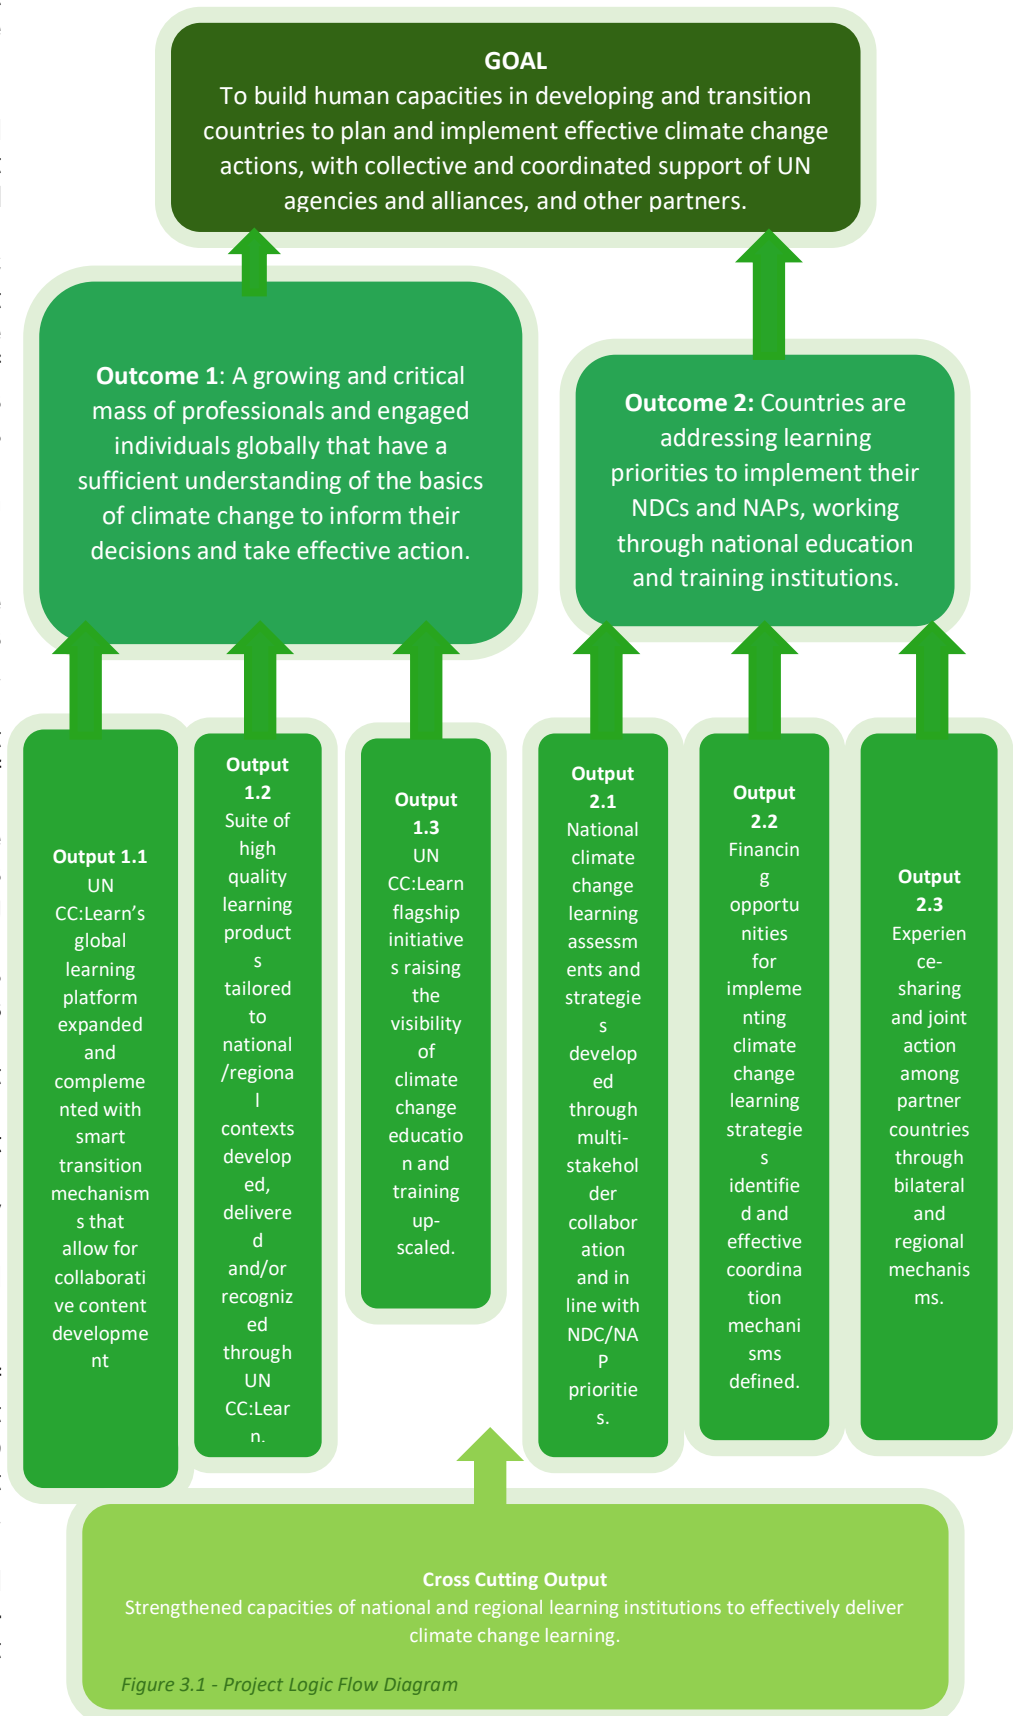 GOAL
To build human capacities in developing and transition
countries to plan and implement effective climate change
actions, with collective and coordinated support of UN
agencies and alliances, and other partners.
Outcome 1: A growing and critical
mass of professionals and engaged
individuals globally that have a
sufficient understanding of the basics
of climate change to inform their
decisions and take effective action.
Outcome 2: Countries are
addressing learning
priorities to implement their
NDCs and NAPs, working
through national education
and training institutions.
Output 1.1
UN
CC:Learn’s
global
learning
platform
expanded
and
compleme
nted with
smart
transition
mechanism
s that
allow for
collaborati
ve content
developme
nt
Output
1.2
Suite of
high
quality
learning
product
s
tailored
to
national
/regiona
l
contexts
develop
ed,
delivere
d
and/or
recogniz
ed
through
UN
CC:Lear
n.
Output
1.3
UN
CC:Learn
flagship
initiative
s raising
the
visibility
of
climate
change
educatio
n and
training
up-
scaled.
Output
2.1
National
climate
change
learning
assessm
ents and
strategie
s
develop
ed
through
multi-
stakehol
der
collabor
ation
and in
line with
NDC/NA
P
prioritie
s.
Output
2.2
Financin
g
opportu
nities
for
impleme
nting
climate
change
learning
strategie
s
identifie
d and
effective
coordina
tion
mechani
sms
defined.
Output
2.3
Experien
ce-
sharing
and joint
action
among
partner
countries
through
bilateral
and
regional
mechanis
ms.
Cross Cutting Output
Strengthened capacities of national and regional learning institutions to effectively deliver
climate change learning.
Figure 3.1 - Project Logic Flow Diagram